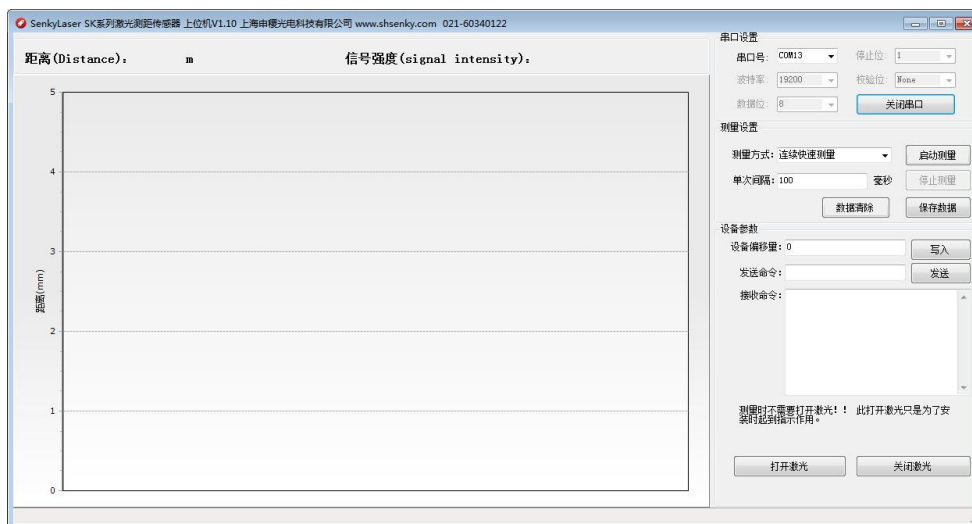 SenkyLaser SK系列激光测距传感器 上位机V1.10 上海申稷光电科技有限公司 www.shsenky.com 021-60340122
距离(Distance): m 信号强度(signal intensity):
5
4
3
2
1
0
距离(mm)
串口设置
串口号: COM13 停止位: 1
波特率: 19200 校验位: None
数据位: 8 关闭串口
测量设置
测量方式: 连续快速测量 启动测量
单次间隔: 100 毫秒 停止测量
数据清除 保存数据
设备参数
设备偏移量: 0 写入
发送命令: 发送
接收命令:
测量时不需要打开激光!! 此打开激光只是为了安
装时起到指示作用。
打开激光 关闭激光